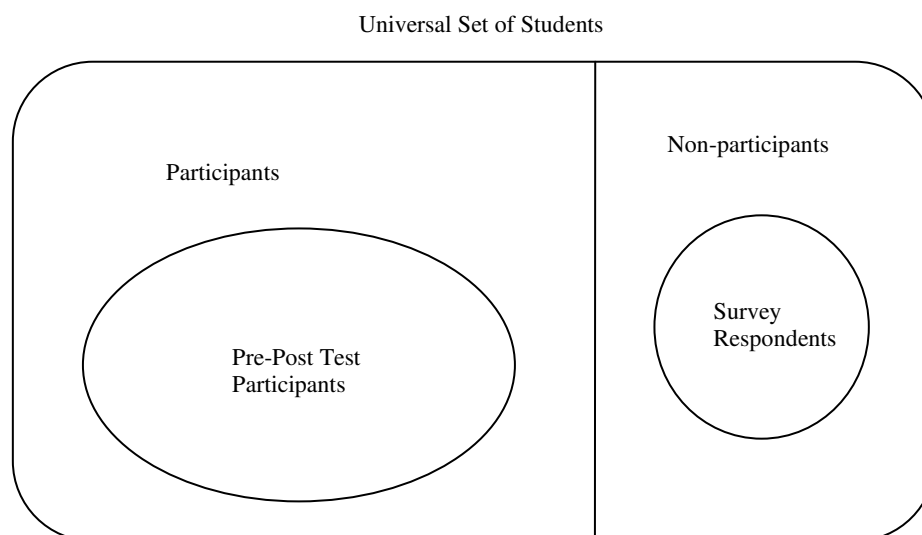 Universal Set of Students
Non-participants
Participants
Survey
Respondents
Pre-Post Test
Participants